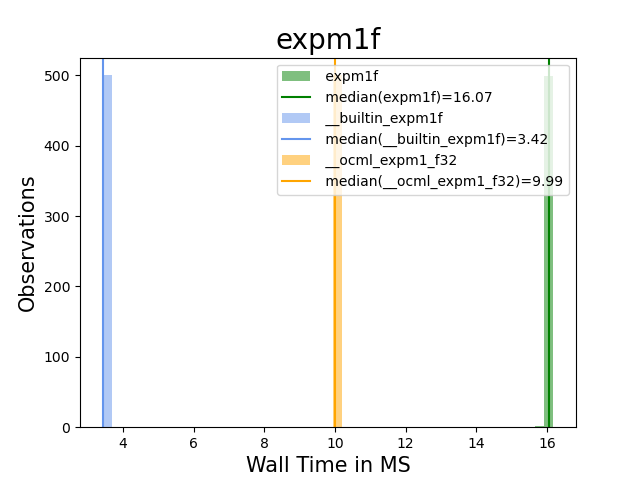 expm1f
500
400
300
200
100
0
Observations
expm1f
median(expm1f)=16.07
__builtin_expm1f
median(__builtin_expm1f)=3.42
__ocml_expm1_f32
median(__ocml_expm1_f32)=9.99
4 6 8 10 12 14 16
Wall Time in MS